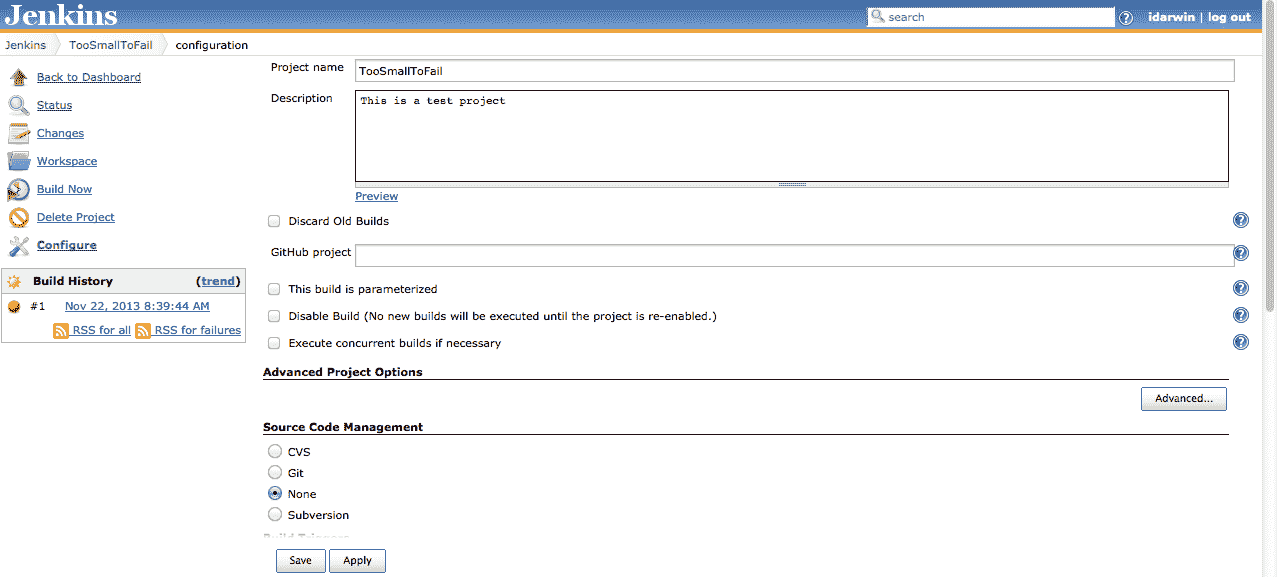 Jenkins
search
idarwin | log out
Jenkins TooSmallToFail configuration
Back to Dashboard
Status
Changes
Workspace
Build Now
Delete Project
Configure
Build History (trend)
#1 Nov 22, 2013 8:39:44 AM
RSS for all RSS for failures
Project name TooSmallToFail
Description This is a test project
Preview
Discard Old Builds
GitHub project
This build is parameterized
Disable Build (No new builds will be executed until the project is re-enabled.)
Execute concurrent builds if necessary
Advanced Project Options
Advanced...
Source Code Management
CVS
Git
None
Subversion
Build Triggers
Save Apply